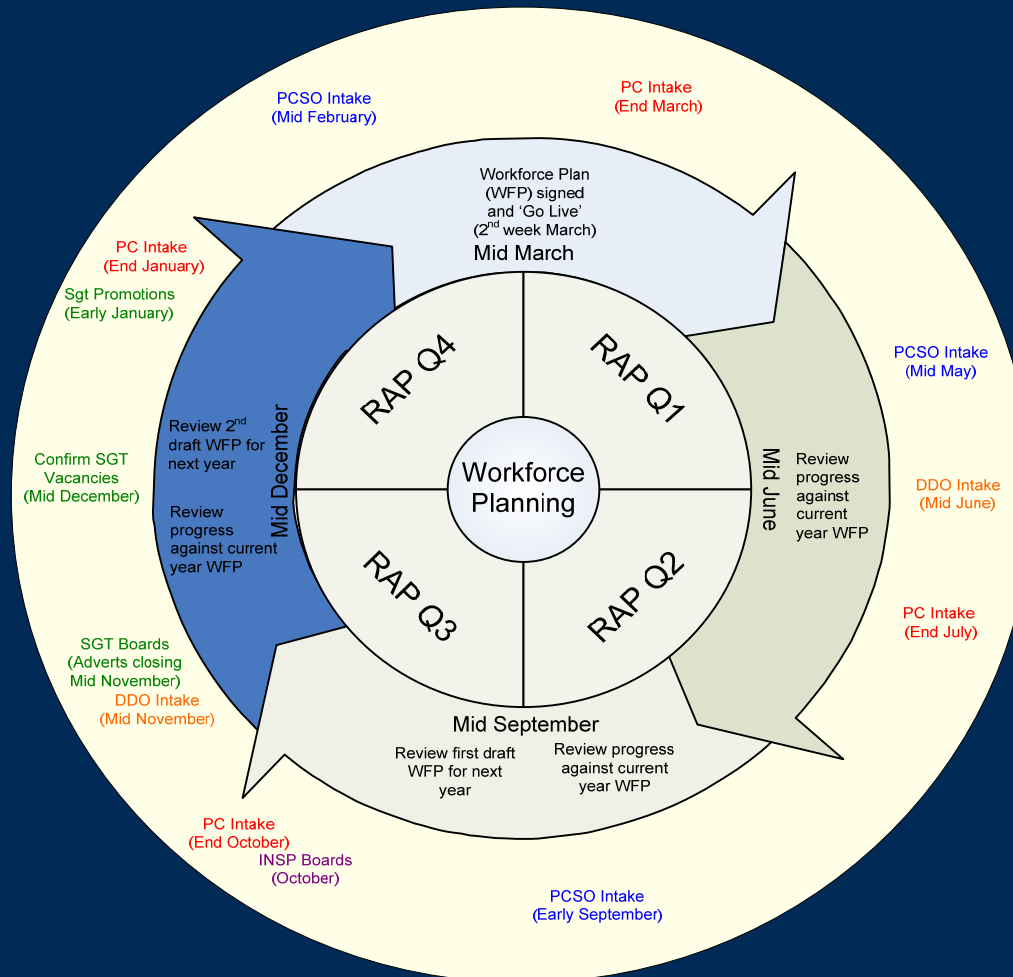 PCSO Intake
(Mid February)
PC Intake
(End March)
Workforce Plan
(WFP) signed
and ‘Go Live’
(2nd week March)
Mid March
PC Intake
(End January)
Sgt Promotions
(Early January)
RAP Q4
RAP Q1
PCSO Intake
(Mid May)
Review 2nd
draft WFP for
next year
Mid December
Confirm SGT
Vacancies
(Mid December)
Review
progress
against current
year WFP
Workforce
Planning
Mid June
Review
progress
against
current
year WFP
DDO Intake
(Mid June)
RAP Q3
RAP Q2
PC Intake
(End July)
SGT Boards
(Adverts closing
Mid November)
DDO Intake
(Mid November)
Mid September
Review first draft
WFP for next
year
Review progress
against current
year WFP
PC Intake
(End October)
INSP Boards
(October)
PCSO Intake
(Early September)